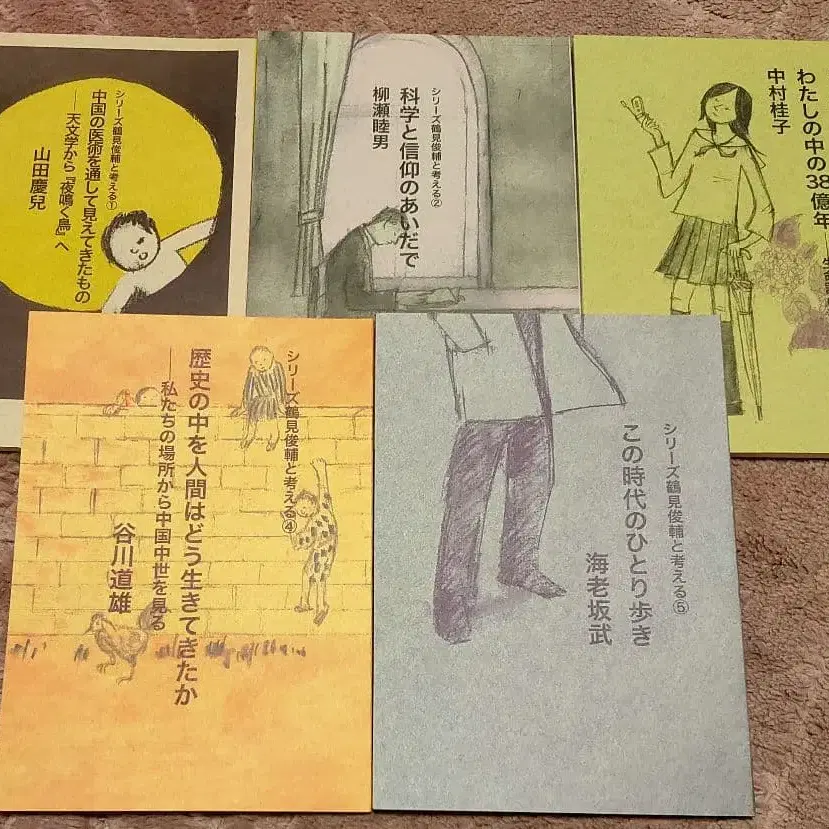 シリーズ鶴見俊輔と考える①
中国の医術を通して見えてきたもの
——天文学から『夜鳴く鳥』へ
山田慶兒
シリーズ鶴見俊輔と考える②
科学と信仰のあいだで
柳瀬睦男
わたしの中の38億年——生
中村桂子
シリーズ鶴見俊輔と考える④
歴史の中を人間はどう生きてきたか
——私たちの場所から中国中世を見る
谷川道雄
シリーズ鶴見俊輔と考える⑤
この時代のひとり歩き
海老坂武